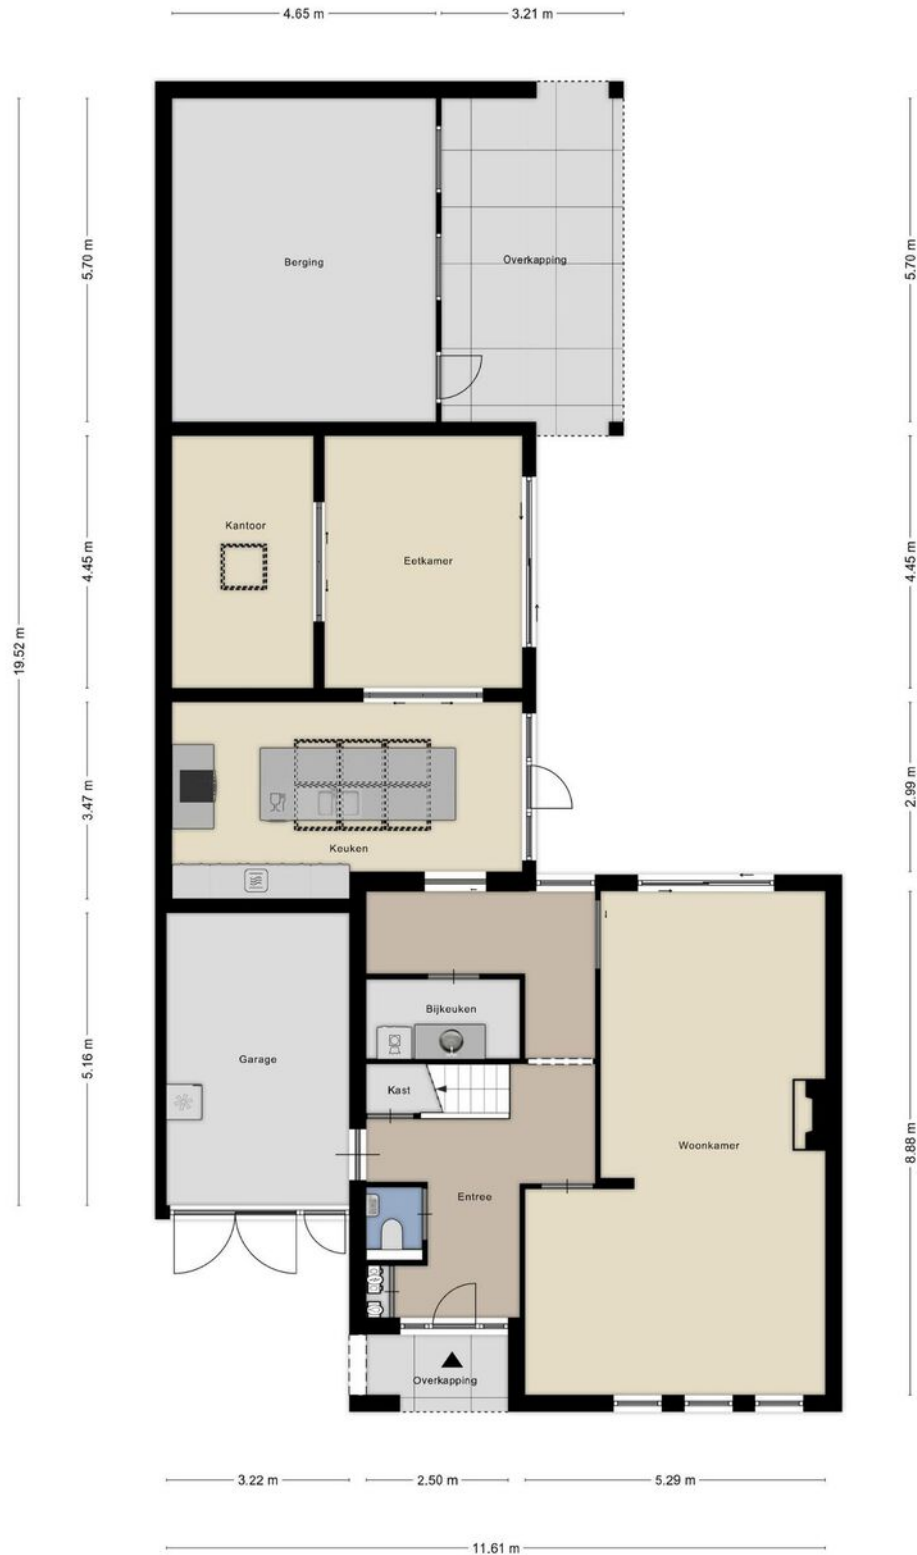 4.65 m
3.21 m
Berging
Overkapping
5.70 m
5.70 m
Kantoor
Eetkamer
4.45 m
4.45 m
19.52 m
Keuken
3.47 m
2.99 m
Bijkeuken
Garage
Kast
5.16 m
Woonkamer
8.88 m
Entree
Overkapping
3.22 m
2.50 m
5.29 m
11.61 m